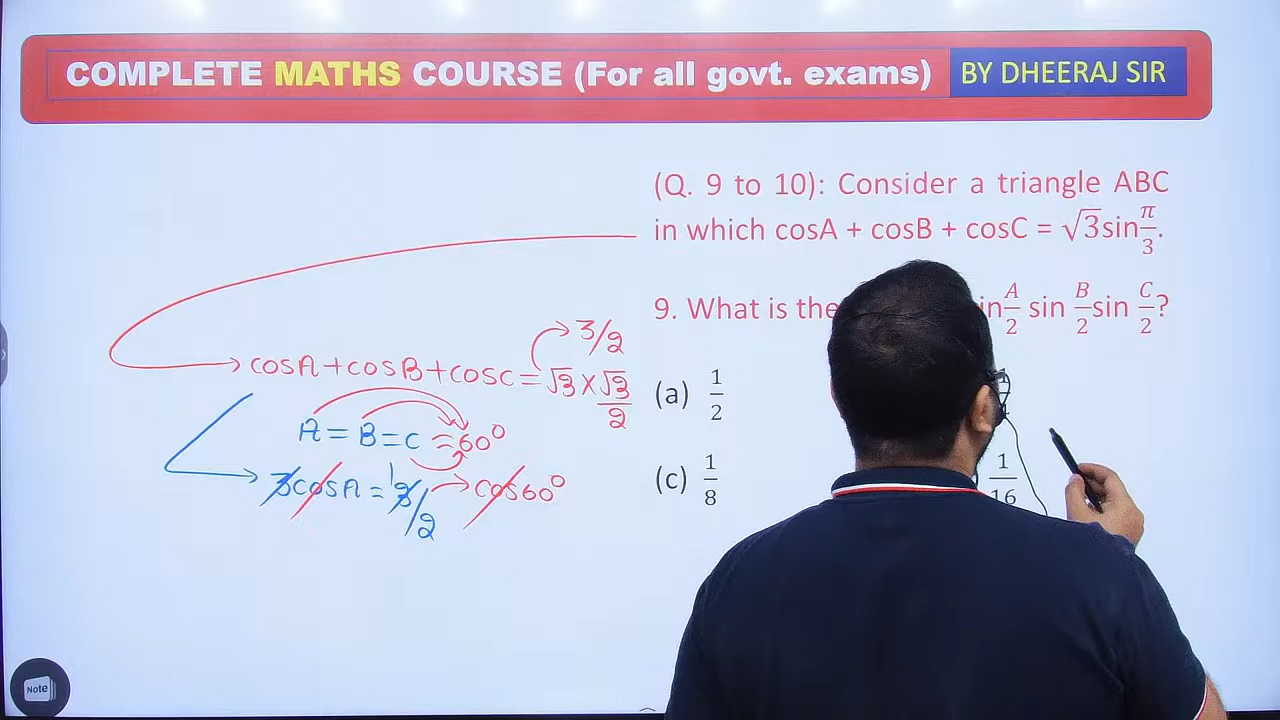 COMPLETE MATHS COURSE (For all govt. exams) BY DHEERAJ SIR
(Q. 9 to 10): Consider a triangle ABC
in which cosA + cosB + cosC = √3sin π/3.
9. What is the in A/2 sin B/2 sin C/2?
(a) 1/2
(c) 1/8
1/16
→ 3/2
cosA+cosB+cosC = √3 × √3/2
A = B = C = 60°
3cosA = 1 3/2 → cos60°
Note